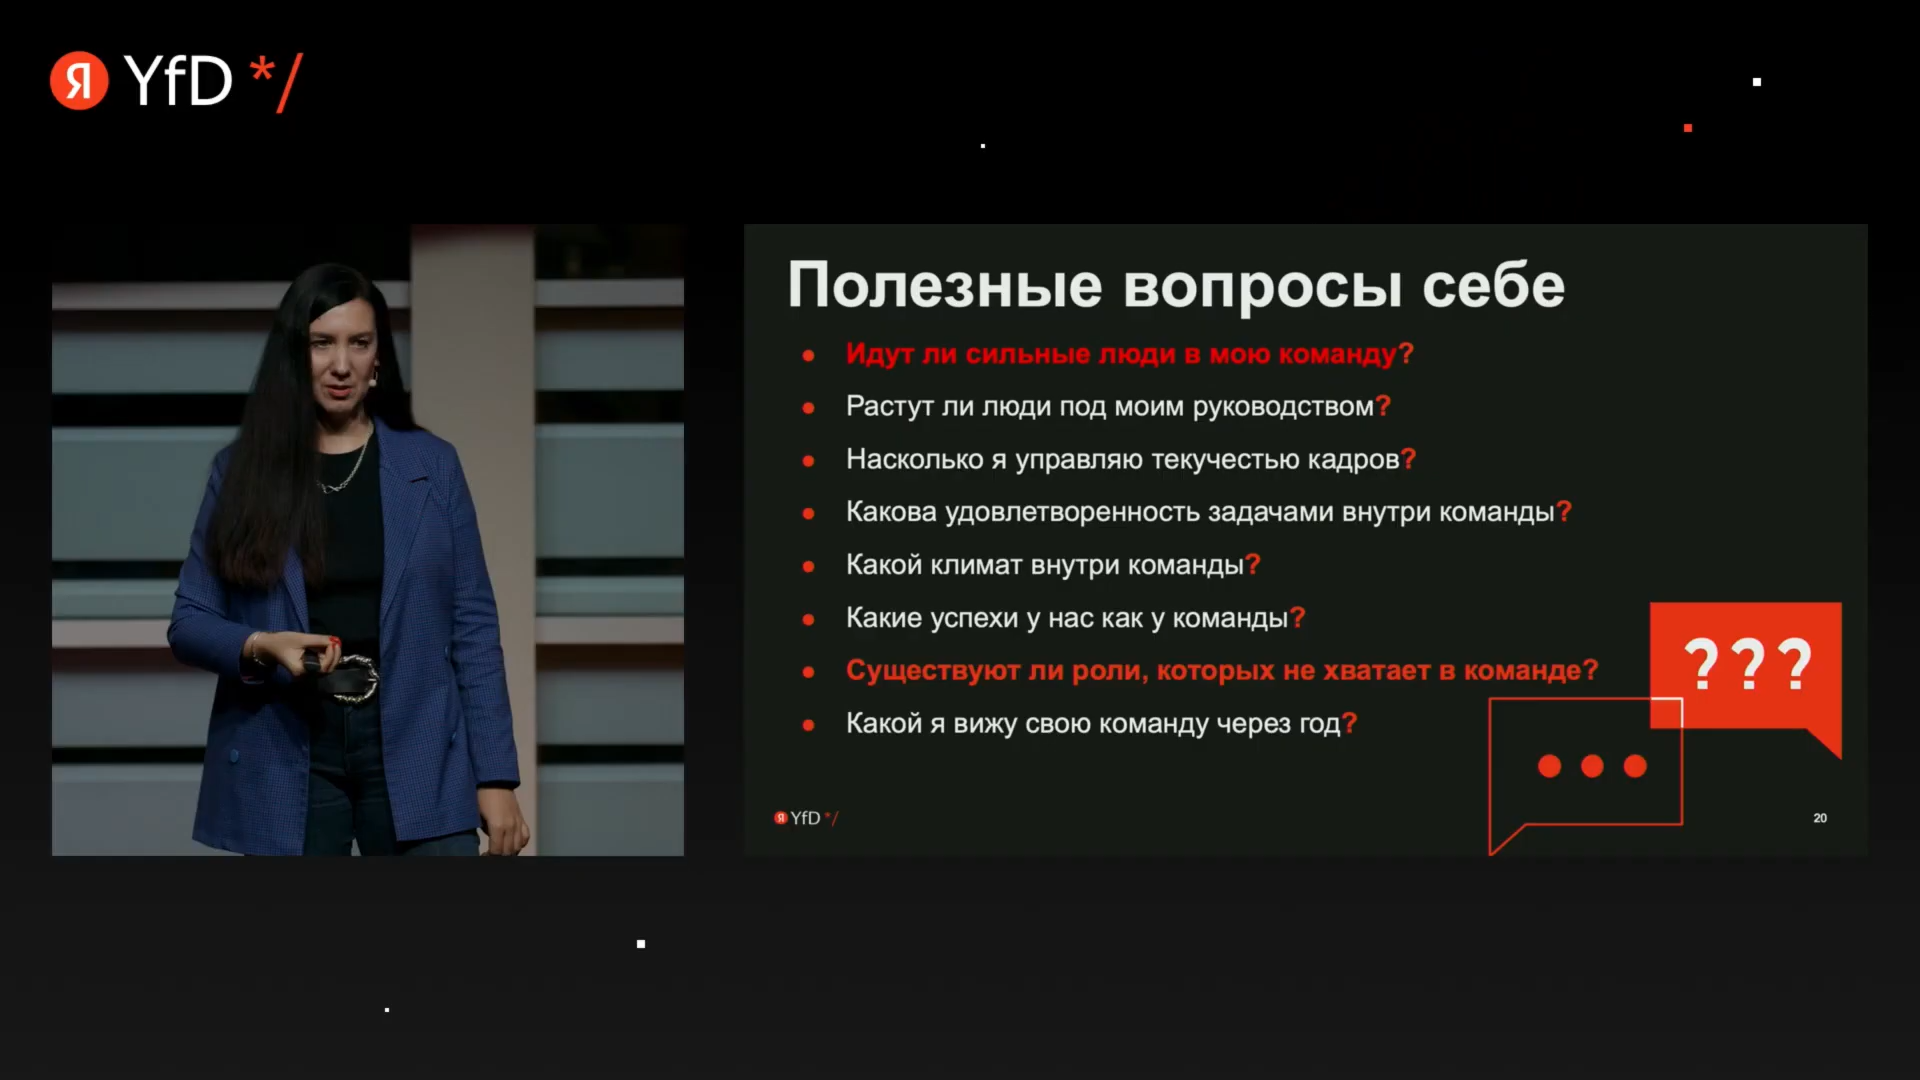 Я YfD */
Полезные вопросы себе
Идут ли сильные люди в мою команду?
Растут ли люди под моим руководством?
Насколько я управляю текучестью кадров?
Какова удовлетворенность задачами внутри команды?
Какой климат внутри команды?
Какие успехи у нас как у команды?
Существуют ли роли, которых не хватает в команде?
Какой я вижу свою команду через год?
???
Я YfD */
20